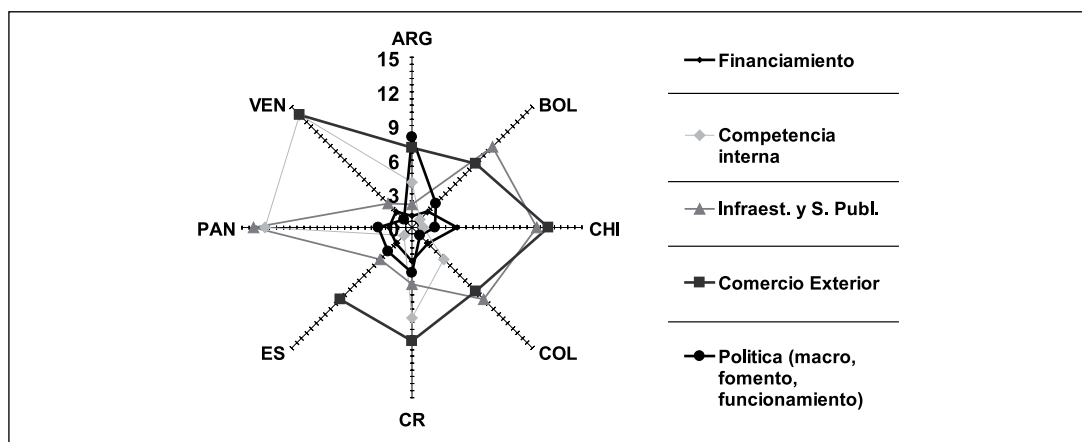 ARG
15
12
9
6
3
0
VEN
BOL
PAN
CHI
ES
COL
CR
Financiamiento
Competencia
interna
Infraest. y S. Publ.
Comercio Exterior
Politica (macro,
fomento,
funcionamiento)